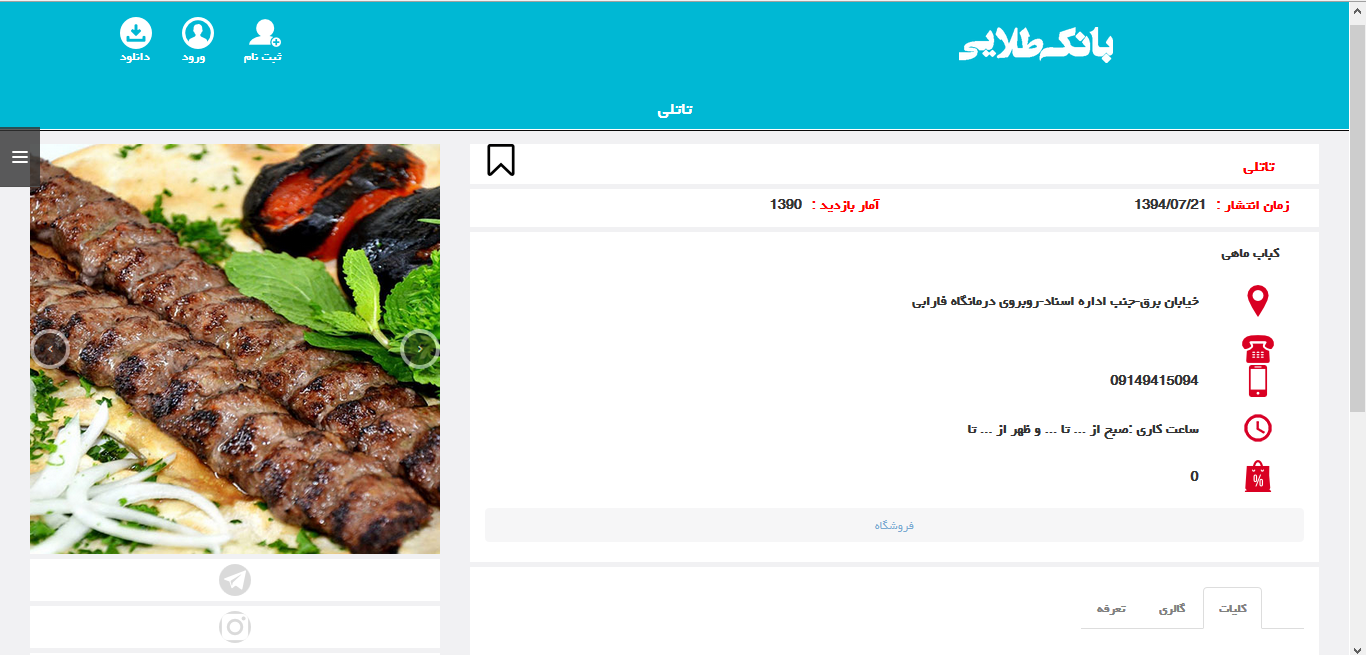 بانک طلایی
ثبت نام
ورود
دانلود
تاتلی
تاتلی
زمان انتشار : 1394/07/21
آمار بازدید : 1390
کباب ماهی
خیابان برق-جنب اداره اسناد-روبروی درمانگاه فارابی
09149415094
ساعت کاری :صبح از ... تا ... و ظهر از ... تا
%
0
فروشگاه
کلیات
گالری
تعرفه